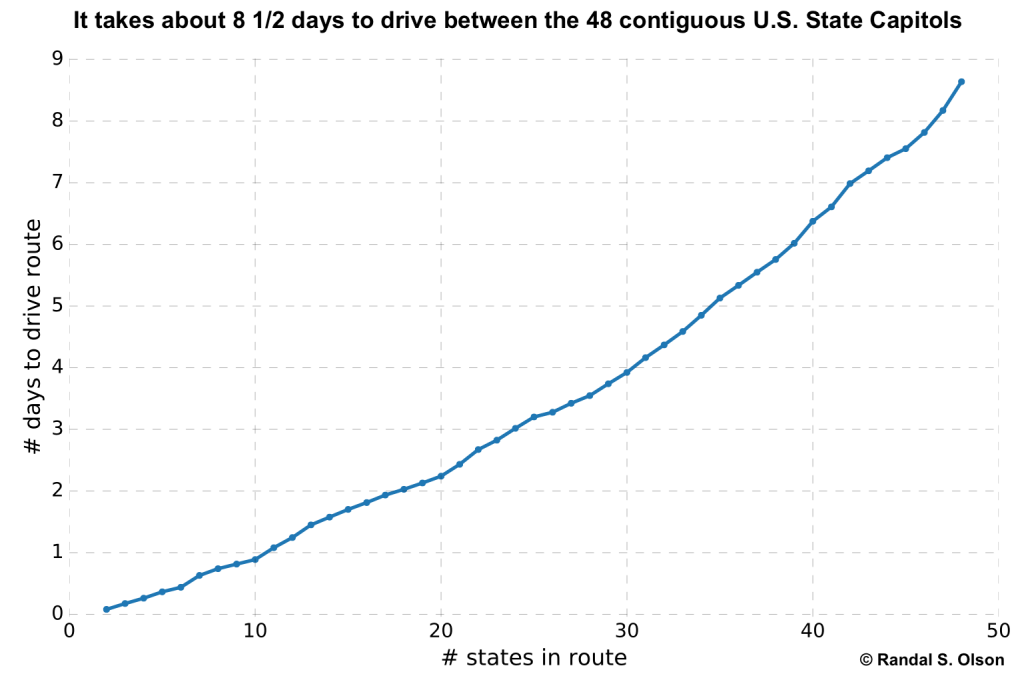 It takes about 8 1/2 days to drive between the 48 contiguous U.S. State Capitols
9
8
7
6
5
4
3
2
1
0
# days to drive route
0 10 20 30 40 50
# states in route
© Randal S. Olson